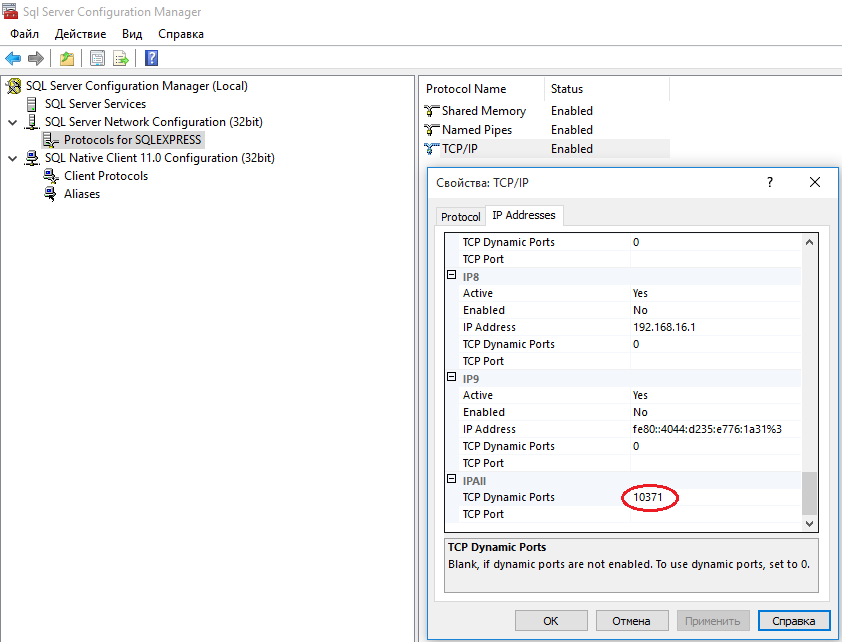 Sql Server Configuration Manager
Файл Действие Вид Справка
SQL Server Configuration Manager (Local)
SQL Server Services
SQL Server Network Configuration (32bit)
Protocols for SQLEXPRESS
SQL Native Client 11.0 Configuration (32bit)
Client Protocols
Aliases
Protocol Name Status
Shared Memory Enabled
Named Pipes Enabled
TCP/IP Enabled
Свойства: TCP/IP ?
Protocol IP Addresses
TCP Dynamic Ports 0
TCP Port
IP8
Active Yes
Enabled No
IP Address 192.168.16.1
TCP Dynamic Ports 0
TCP Port
IP9
Active Yes
Enabled No
IP Address fe80::4044:d235:e776:1a31%3
TCP Dynamic Ports 0
TCP Port
IPAll
TCP Dynamic Ports 10371
TCP Port
TCP Dynamic Ports
Blank, if dynamic ports are not enabled. To use dynamic ports, set to 0.
ОК Отмена Применить Справка